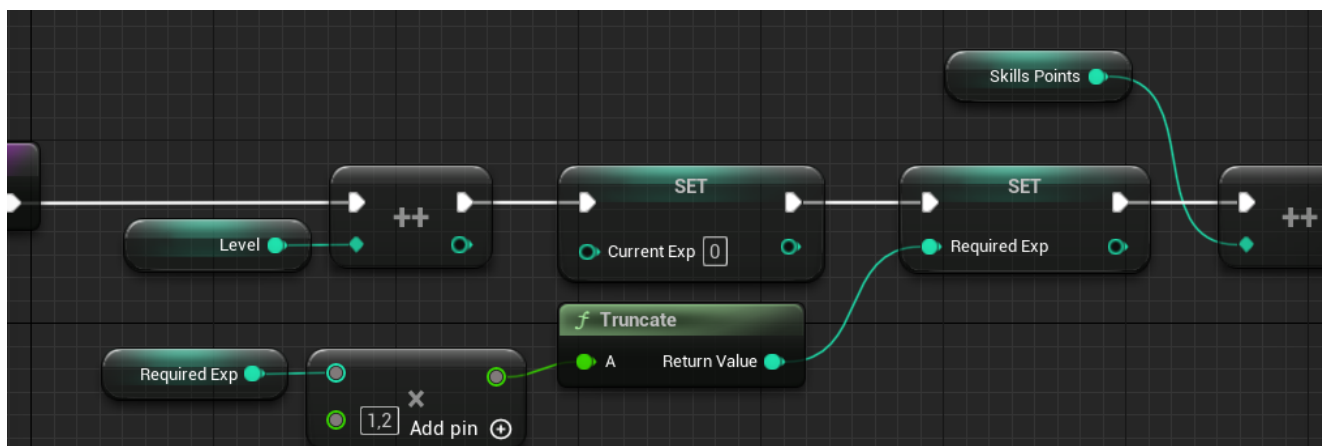 Skills Points
++
SET
SET
++
Level
Current Exp 0
Required Exp
f Truncate
A Return Value
Required Exp
×
1,2
Add pin